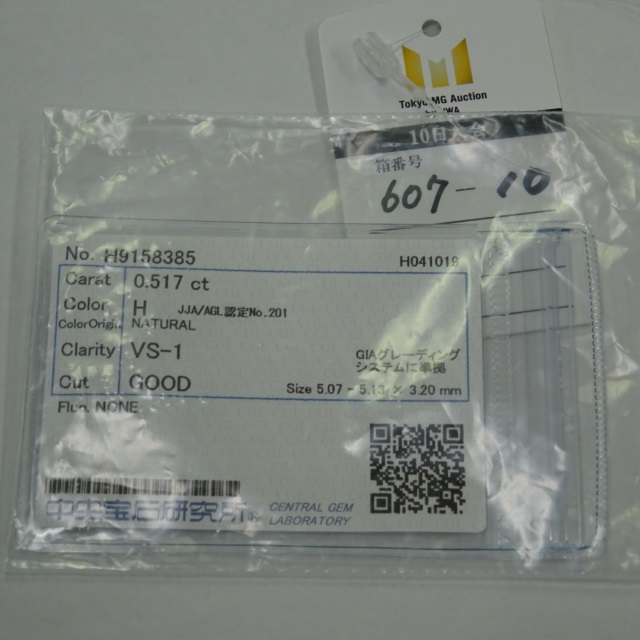 Tokyo MG Auction
10日大会
箱番号
607-10
No. H9158385
H041019
Carat 0.517 ct
Color H JJA/AGL認定No.201
ColorOrigin NATURAL
Clarity VS-1
GIAグレーディング
システムに準拠
Cut GOOD
Size 5.07 - 5.13 × 3.20 mm
Fluo. NONE
中央宝石研究所
CENTRAL GEM
LABORATORY